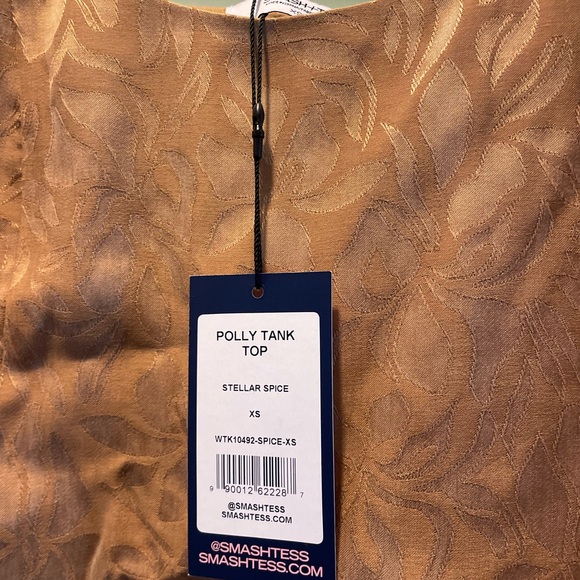 POLLY TANK
TOP
STELLAR SPICE
XS
WTK10492-SPICE-XS
9 90012 62228 7
@SMASHTESS
SMASHTESS.COM
@SMASHTESS
SMASHTESS.COM